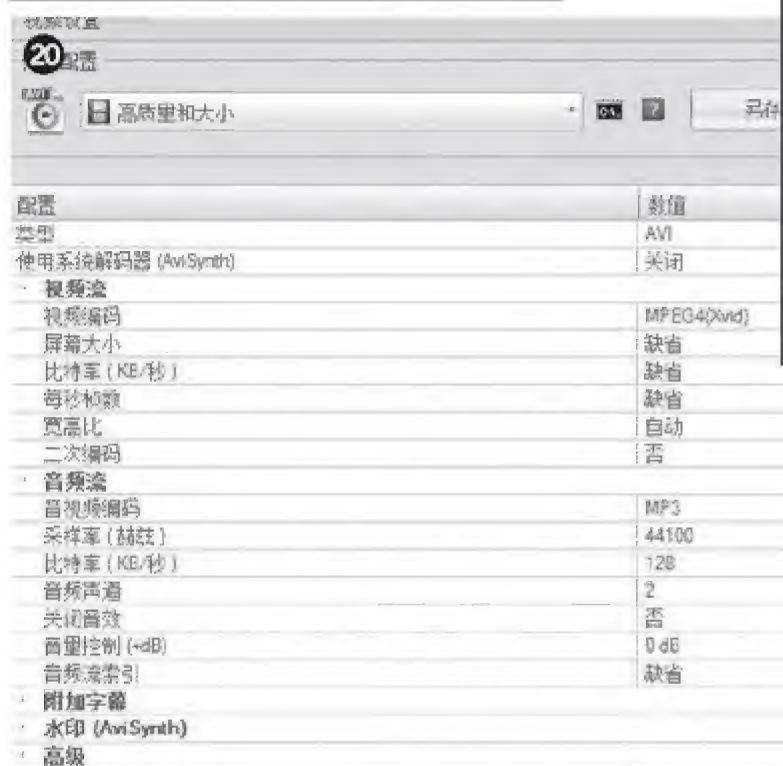 视频设置
20
配置
高质量和大小
?
另存
配置 数值
类型 AVI
使用系统解码器 (AviSynth) 关闭
视频流
视频编码 MPEG4(Xvid)
屏幕大小 缺省
比特率 ( KB/秒 ) 缺省
每秒帧数 缺省
宽高比 自动
二次编码 否
音频流
音视频编码 MP3
采样率 ( 赫兹 ) 44100
比特率 ( KB/秒 ) 128
音频声道 2
关闭音效 否
音量控制 (+dB) 0 dB
音频流索引 缺省
附加字幕
水印 (AviSynth)
高级